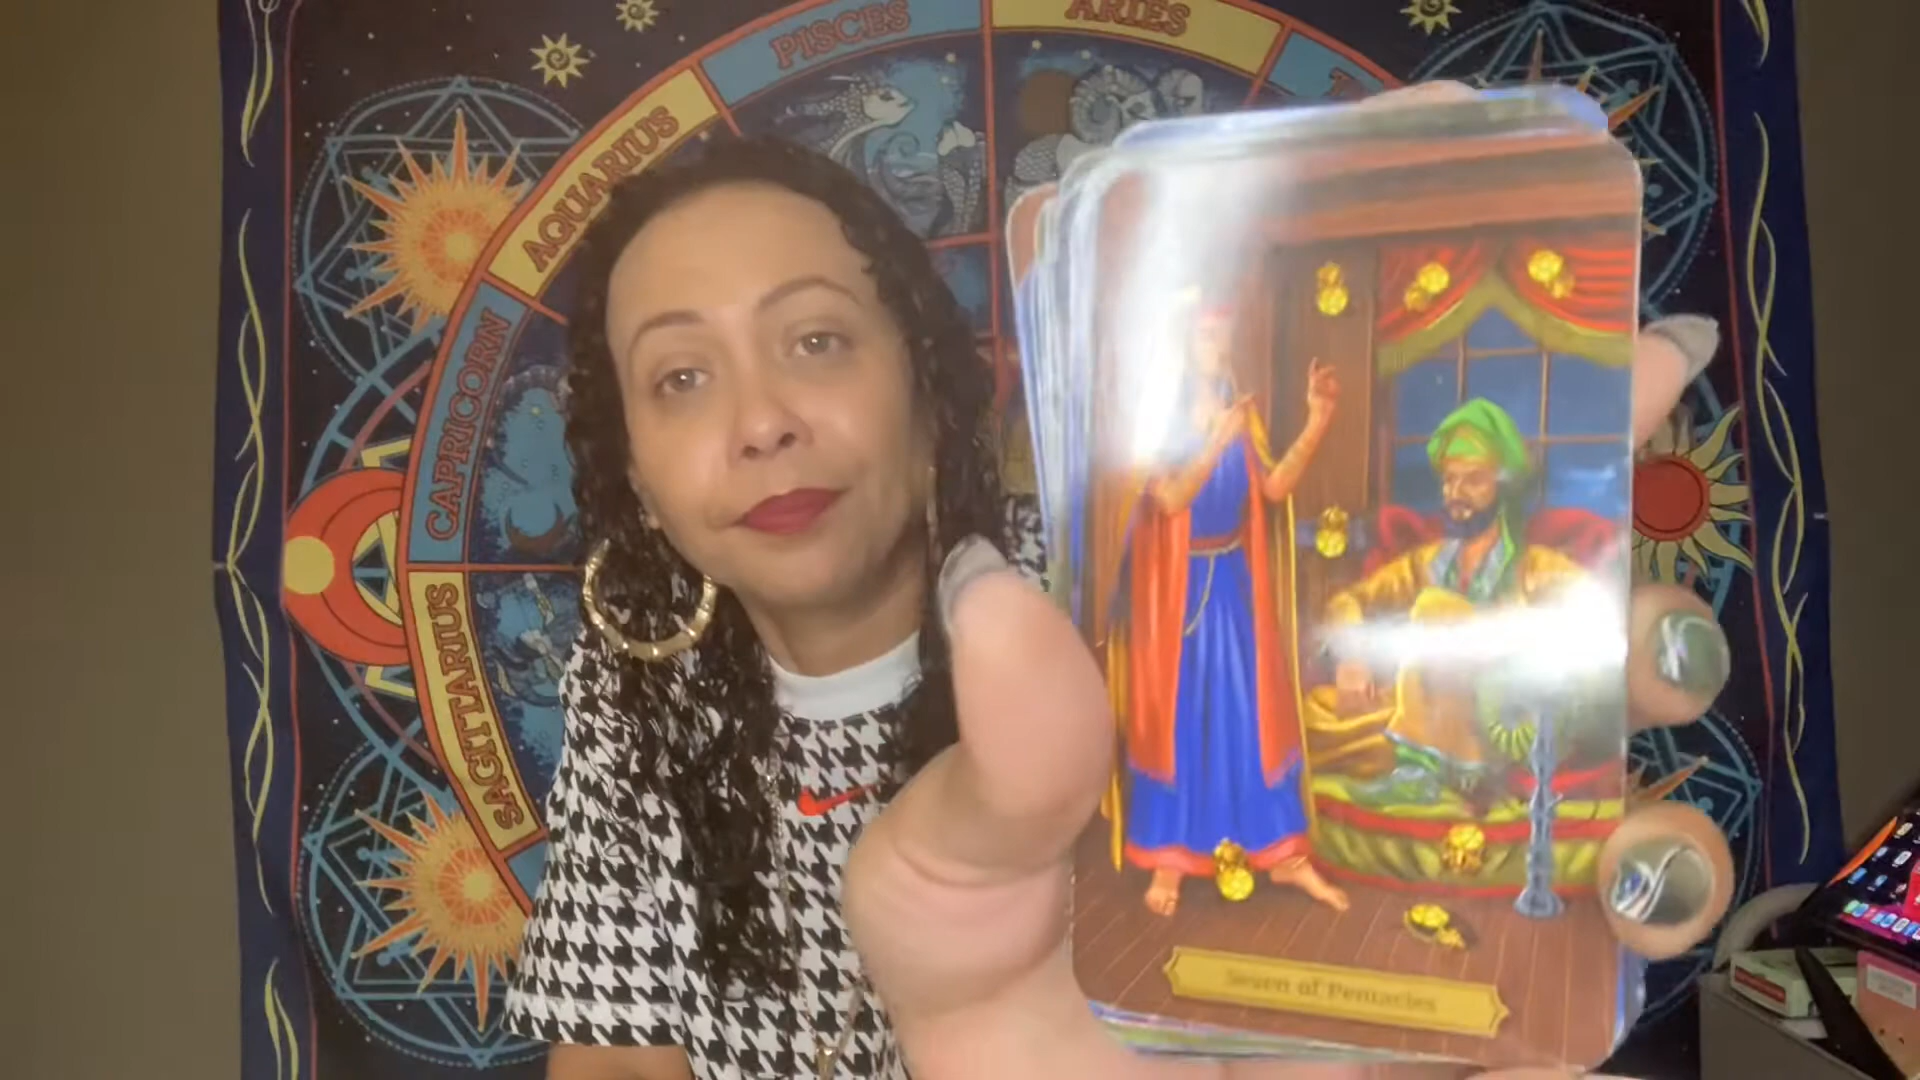 PISCES
ARIES
AQUARIUS
CAPRICORN
SAGITTARIUS
Seven of Pentacles